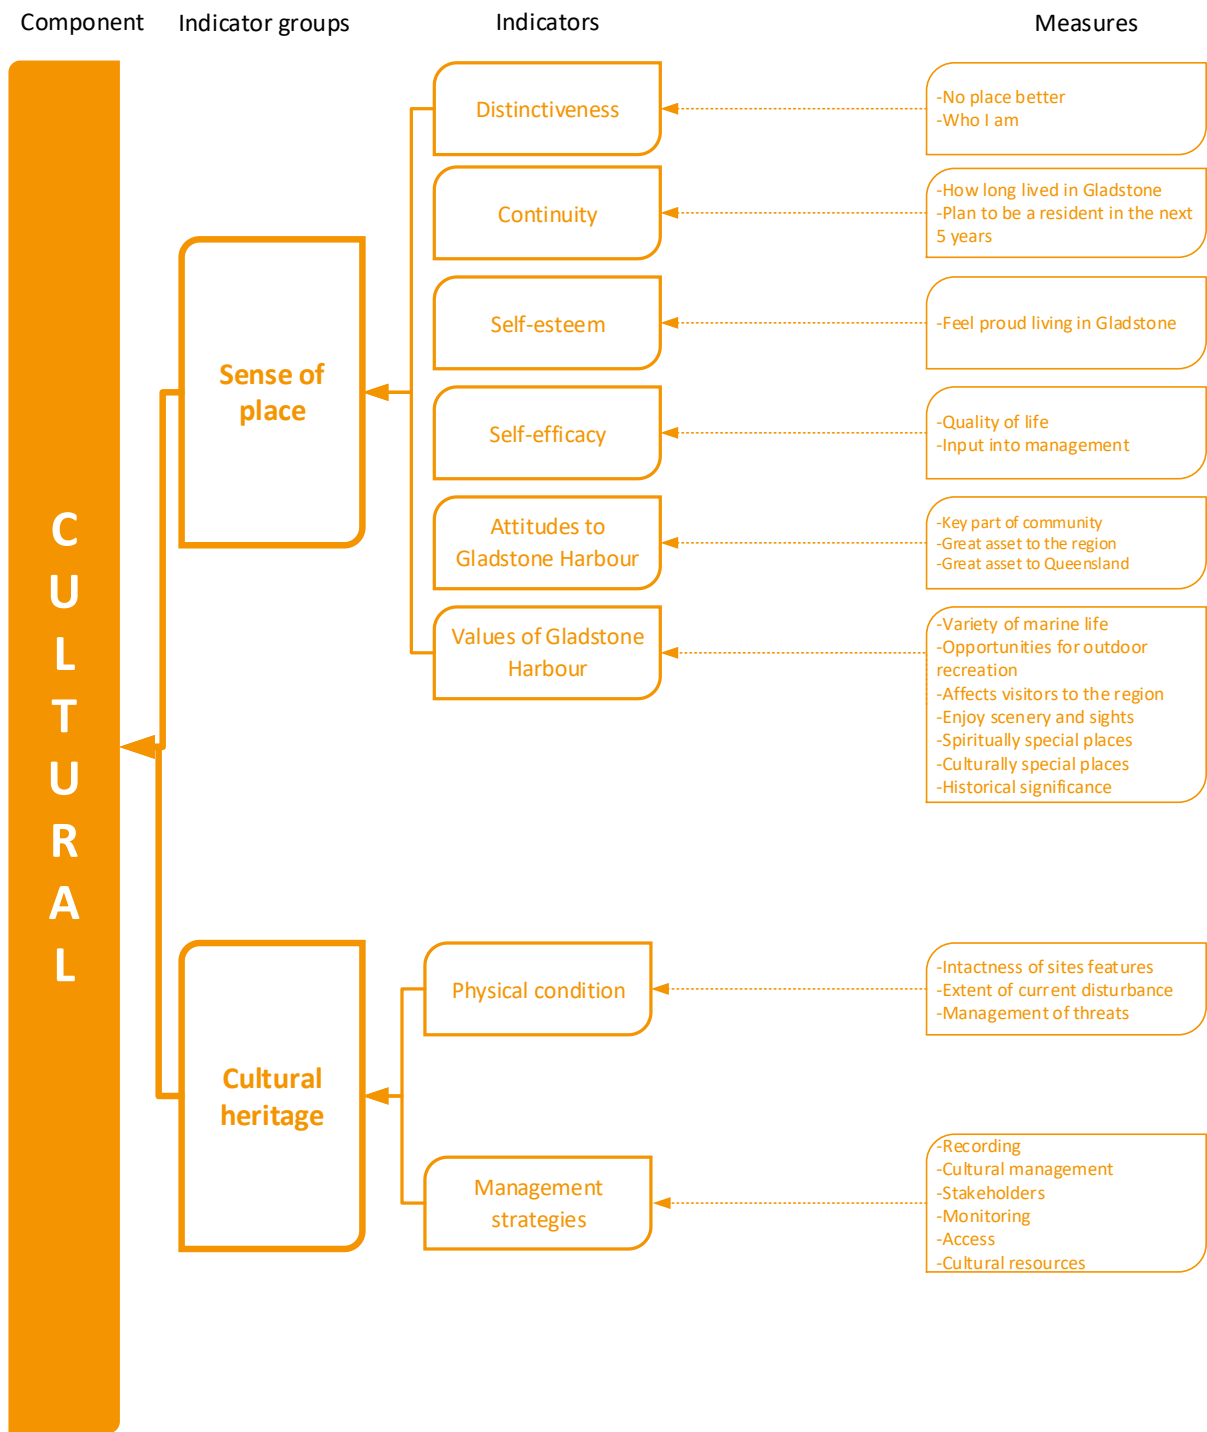 Component
Indicator groups
Indicators
Measures
CULTURAL
Sense of
place
Distinctiveness
-No place better
-Who I am
Continuity
-How long lived in Gladstone
-Plan to be a resident in the next
5 years
Self-esteem
-Feel proud living in Gladstone
Self-efficacy
-Quality of life
-Input into management
Attitudes to
Gladstone Harbour
-Key part of community
-Great asset to the region
-Great asset to Queensland
Values of Gladstone
Harbour
-Variety of marine life
-Opportunities for outdoor
recreation
-Affects visitors to the region
-Enjoy scenery and sights
-Spiritually special places
-Culturally special places
-Historical significance
Cultural
heritage
Physical condition
-Intactness of sites features
-Extent of current disturbance
-Management of threats
Management
strategies
-Recording
-Cultural management
-Stakeholders
-Monitoring
-Access
-Cultural resources